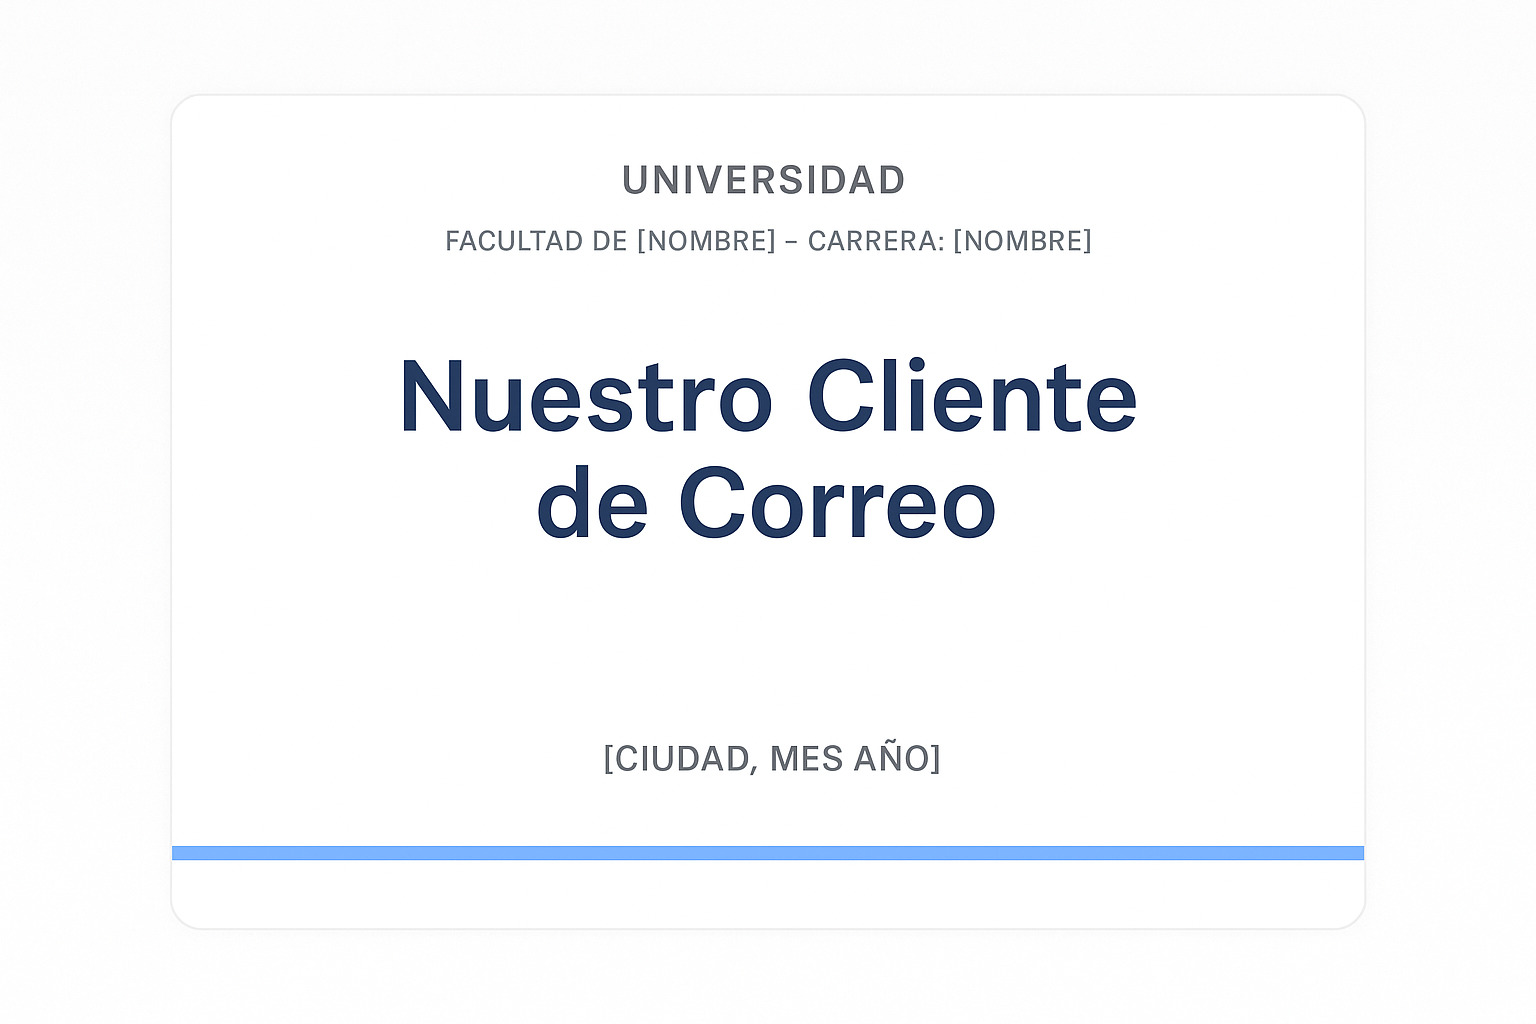 UNIVERSIDAD
FACULTAD DE [NOMBRE] – CARRERA: [NOMBRE]
Nuestro Cliente
de Correo
[CIUDAD, MES AÑO]